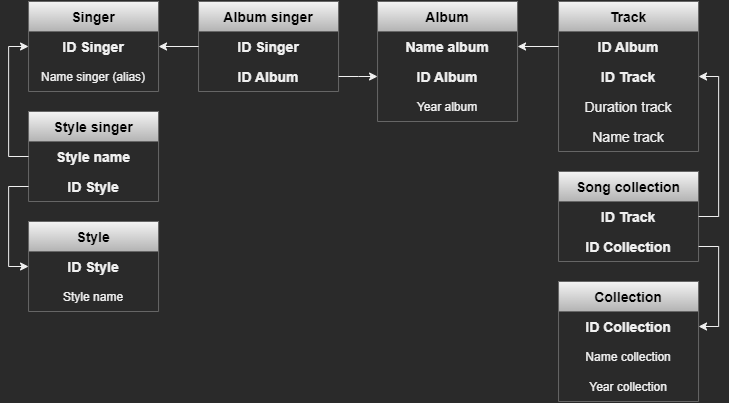 Singer
ID Singer
Name singer (alias)
Style singer
Style name
ID Style
Style
ID Style
Style name
Album singer
ID Singer
ID Album
Album
Name album
ID Album
Year album
Track
ID Album
ID Track
Duration track
Name track
Song collection
ID Track
ID Collection
Collection
ID Collection
Name collection
Year collection